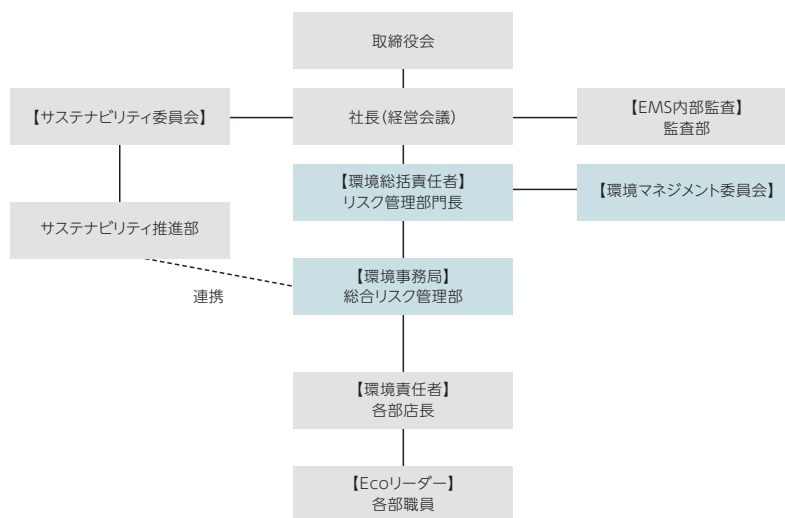 取締役会
【サステナビリティ委員会】
社長(経営会議)
【EMS内部監査】
監査部
【環境総括責任者】
リスク管理部門長
【環境マネジメント委員会】
サステナビリティ推進部
連携
【環境事務局】
総合リスク管理部
【環境責任者】
各部店長
【Ecoリーダー】
各部職員